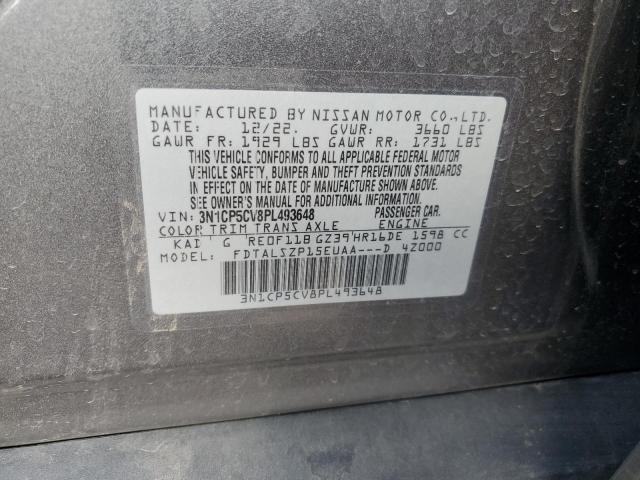 MANUFACTURED BY NISSAN MOTOR CO.,LTD.
DATE: 12/22. GVWR: 3660 LBS
GAWR FR: 1929 LBS GAWR RR: 1731 LBS
THIS VEHICLE CONFORMS TO ALL APPLICABLE FEDERAL MOTOR
VEHICLE SAFETY, BUMPER AND THEFT PREVENTION STANDARDS
IN EFFECT ON THE DATE OF MANUFACTURE SHOWN ABOVE.
SEE OWNER'S MANUAL FOR ADDITIONAL INFORMATION.
VIN: 3N1CP5CV8PL493648 PASSENGER CAR.
COLOR TRIM TRANS AXLE ENGINE
KAD G RE0F11B GZ39 HR16DE 1598 CC
MODEL: FDTALSZP15EUAA---D 4Z000
3N1CP5CV8PL493648